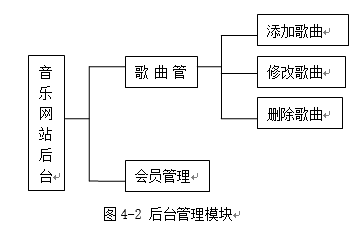 音乐网站后台
歌曲管
添加歌曲
修改歌曲
删除歌曲
会员管理
图 4-2 后台管理模块